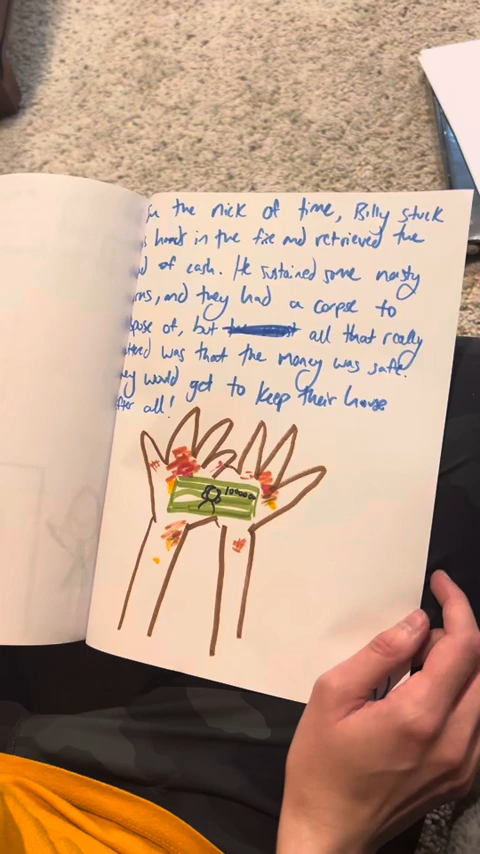 In the nick of time, Billy stuck
hand in the fire and retrieved the
of cash. He sustained some nasty
and they had a corpse to
of, but all that really
was that the money was safe.
would get to keep their house
after all!